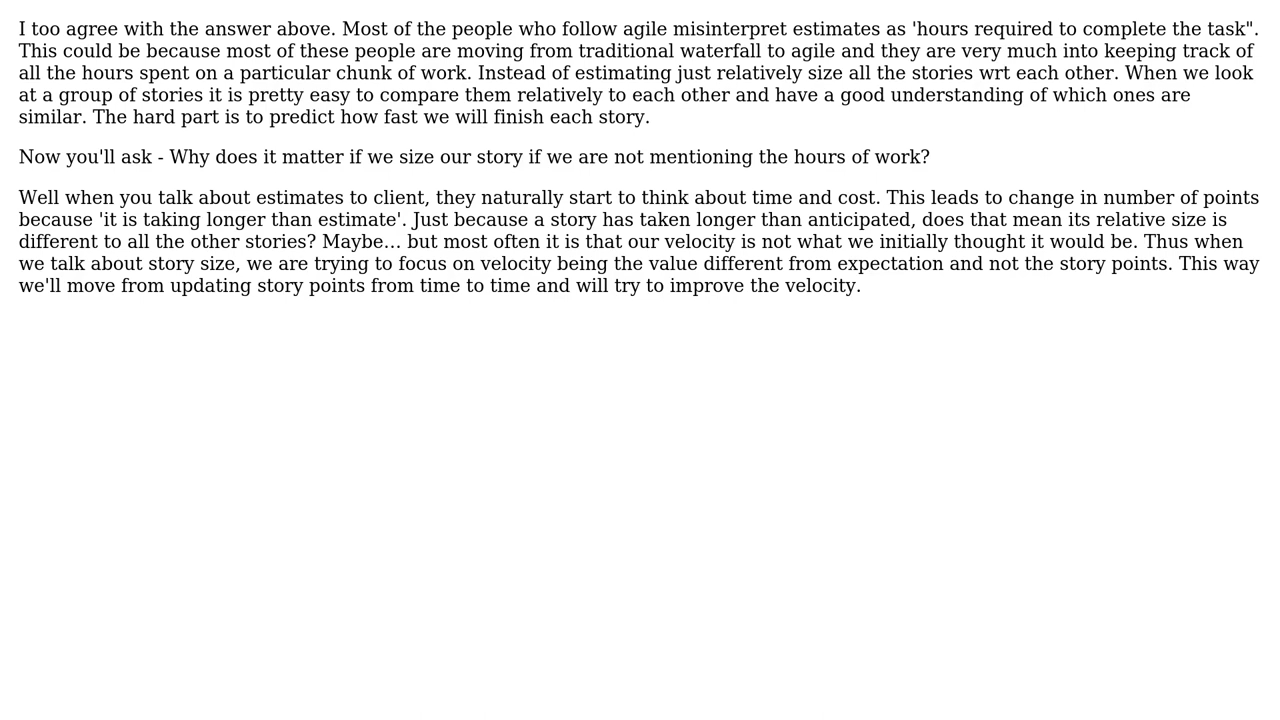 I too agree with the answer above. Most of the people who follow agile misinterpret estimates as 'hours required to complete the task".
This could be because most of these people are moving from traditional waterfall to agile and they are very much into keeping track of
all the hours spent on a particular chunk of work. Instead of estimating just relatively size all the stories wrt each other. When we look
at a group of stories it is pretty easy to compare them relatively to each other and have a good understanding of which ones are
similar. The hard part is to predict how fast we will finish each story.
Now you'll ask - Why does it matter if we size our story if we are not mentioning the hours of work?
Well when you talk about estimates to client, they naturally start to think about time and cost. This leads to change in number of points
because 'it is taking longer than estimate'. Just because a story has taken longer than anticipated, does that mean its relative size is
different to all the other stories? Maybe... but most often it is that our velocity is not what we initially thought it would be. Thus when
we talk about story size, we are trying to focus on velocity being the value different from expectation and not the story points. This way
we'll move from updating story points from time to time and will try to improve the velocity.